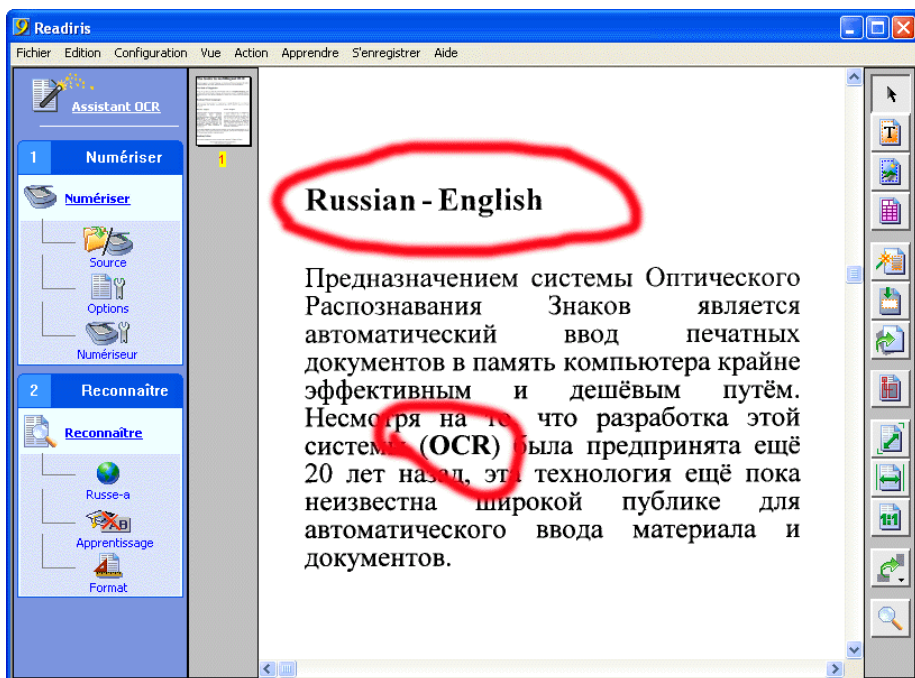 Readiris
Fichier Edition Configuration Vue Action Apprendre S'enregistrer Aide
Assistant OCR
1 Numériser
Numériser
Source
Options
Numériseur
2 Reconnaître
Reconnaître
Russe-a
Apprentissage
Format
1
Russian - English
Предназначением системы Оптического
Распознавания Знаков является
автоматический ввод печатных
документов в память компьютера крайне
эффективным и дешёвым путём.
Несмотря на то, что разработка этой
системы (OCR) была предпринята ещё
20 лет назад, эта технология ещё пока
неизвестна широкой публике для
автоматического ввода материала и
документов.
T
1:1